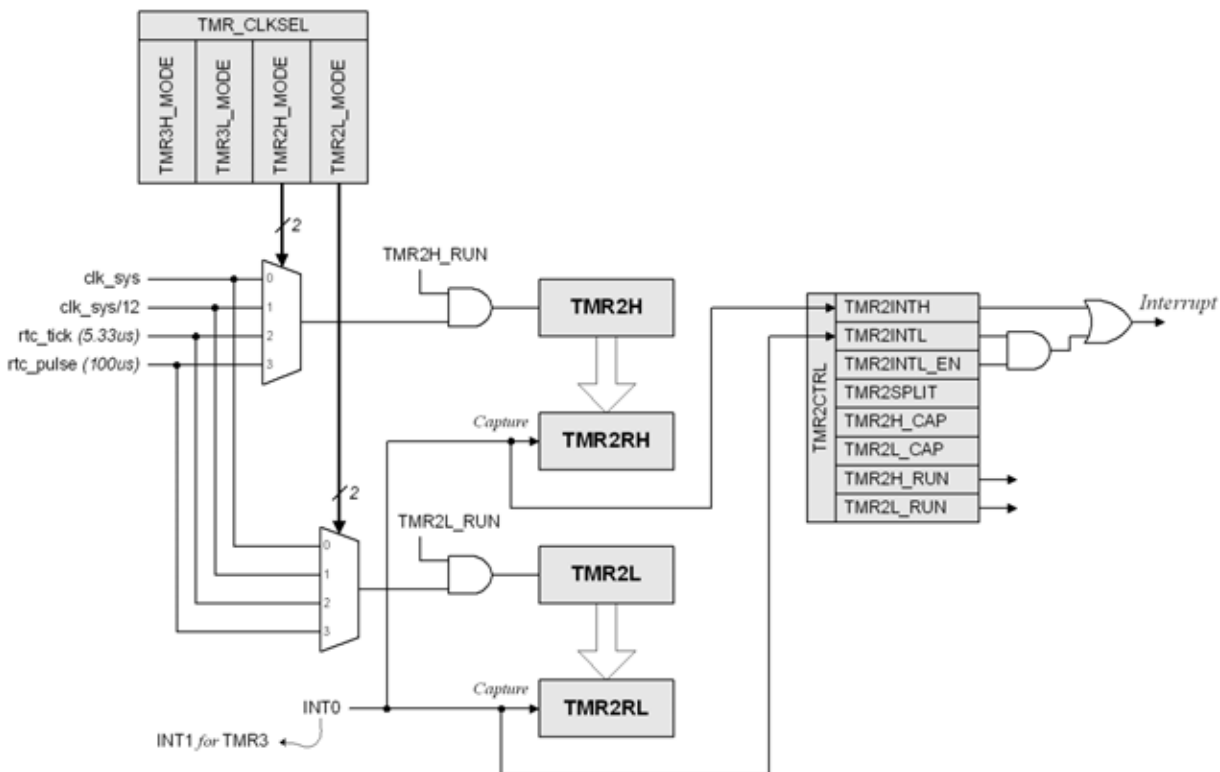 TMR_CLKSEL
TMR3H_MODE
TMR3L_MODE
TMR2H_MODE
TMR2L_MODE
2
clk_sys
clk_sys/12
rtc_tick (5.33us)
rtc_pulse (100us)
0
1
2
3
TMR2H_RUN
TMR2H
Capture
TMR2RH
2
0
1
2
3
TMR2L_RUN
TMR2L
Capture
TMR2RL
INT0
INT1 for TMR3
TMR2CTRL
TMR2INTH
TMR2INTL
TMR2INTL_EN
TMR2SPLIT
TMR2H_CAP
TMR2L_CAP
TMR2H_RUN
TMR2L_RUN
Interrupt